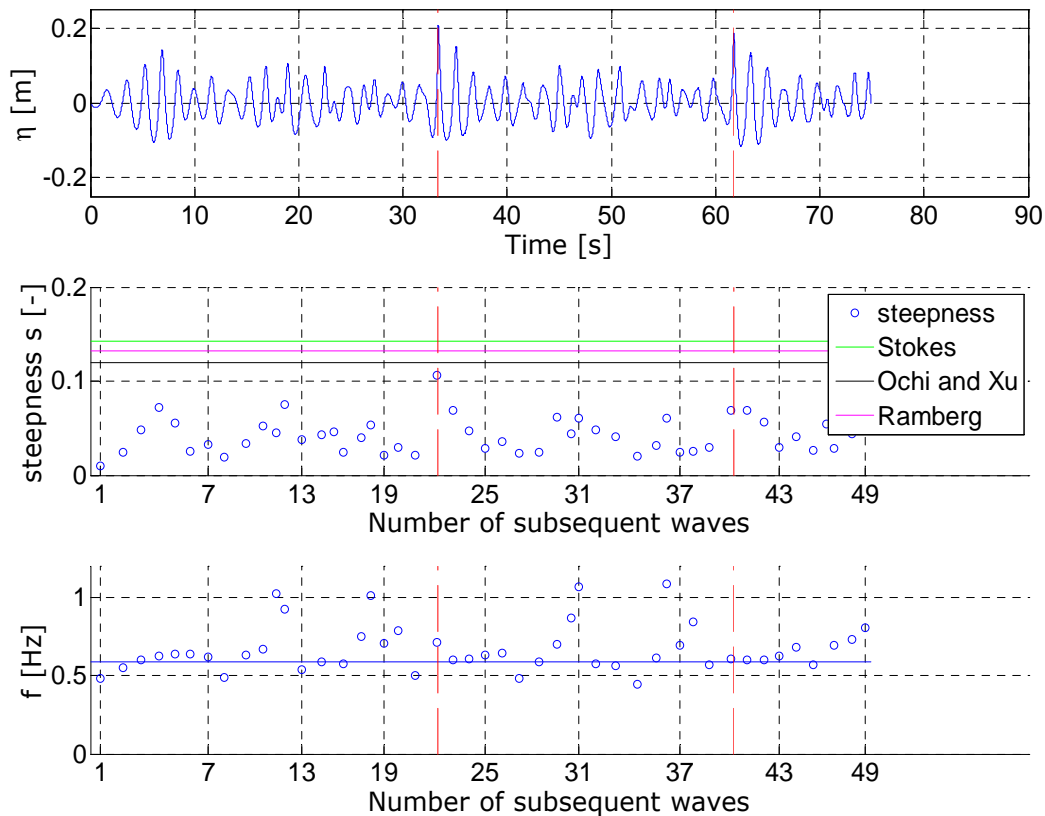 η [m]
0.2
0
-0.2
0 10 20 30 40 50 60 70 80 90
Time [s]
steepness s [-]
0.2
0.1
0
steepness
Stokes
Ochi and Xu
Ramberg
1 7 13 19 25 31 37 43 49
Number of subsequent waves
f [Hz]
1
0.5
0
1 7 13 19 25 31 37 43 49
Number of subsequent waves